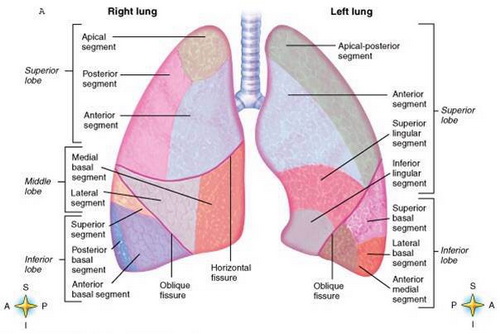 A
Right lung
Left lung
Superior
lobe
Apical
segment
Posterior
segment
Anterior
segment
Middle
lobe
Medial
basal
segment
Lateral
segment
Inferior
lobe
Superior
segment
Posterior
basal
segment
Anterior
basal segment
Oblique
fissure
Horizontal
fissure
Apical-posterior
segment
Anterior
segment
Superior
lingular
segment
Inferior
lingular
segment
Superior
lobe
Superior
basal
segment
Lateral
basal
segment
Anterior
medial
segment
Inferior
lobe
Oblique
fissure
S
A P
I
S
P A
I